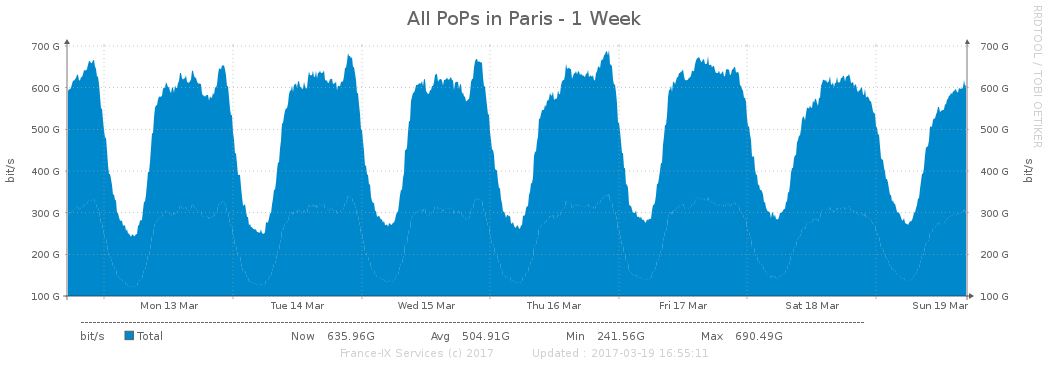 All PoPs in Paris - 1 Week
RRDTOOL / TOBI OETIKER
700 G 700 G
600 G 600 G
500 G 500 G
400 G 400 G
300 G 300 G
200 G 200 G
100 G 100 G
bit/s
bit/s
Mon 13 Mar Tue 14 Mar Wed 15 Mar Thu 16 Mar Fri 17 Mar Sat 18 Mar Sun 19 Mar
bit/s Total Now 635.96G Avg 504.91G Min 241.56G Max 690.49G
France-IX Services (c) 2017 Updated : 2017-03-19 16:55:11